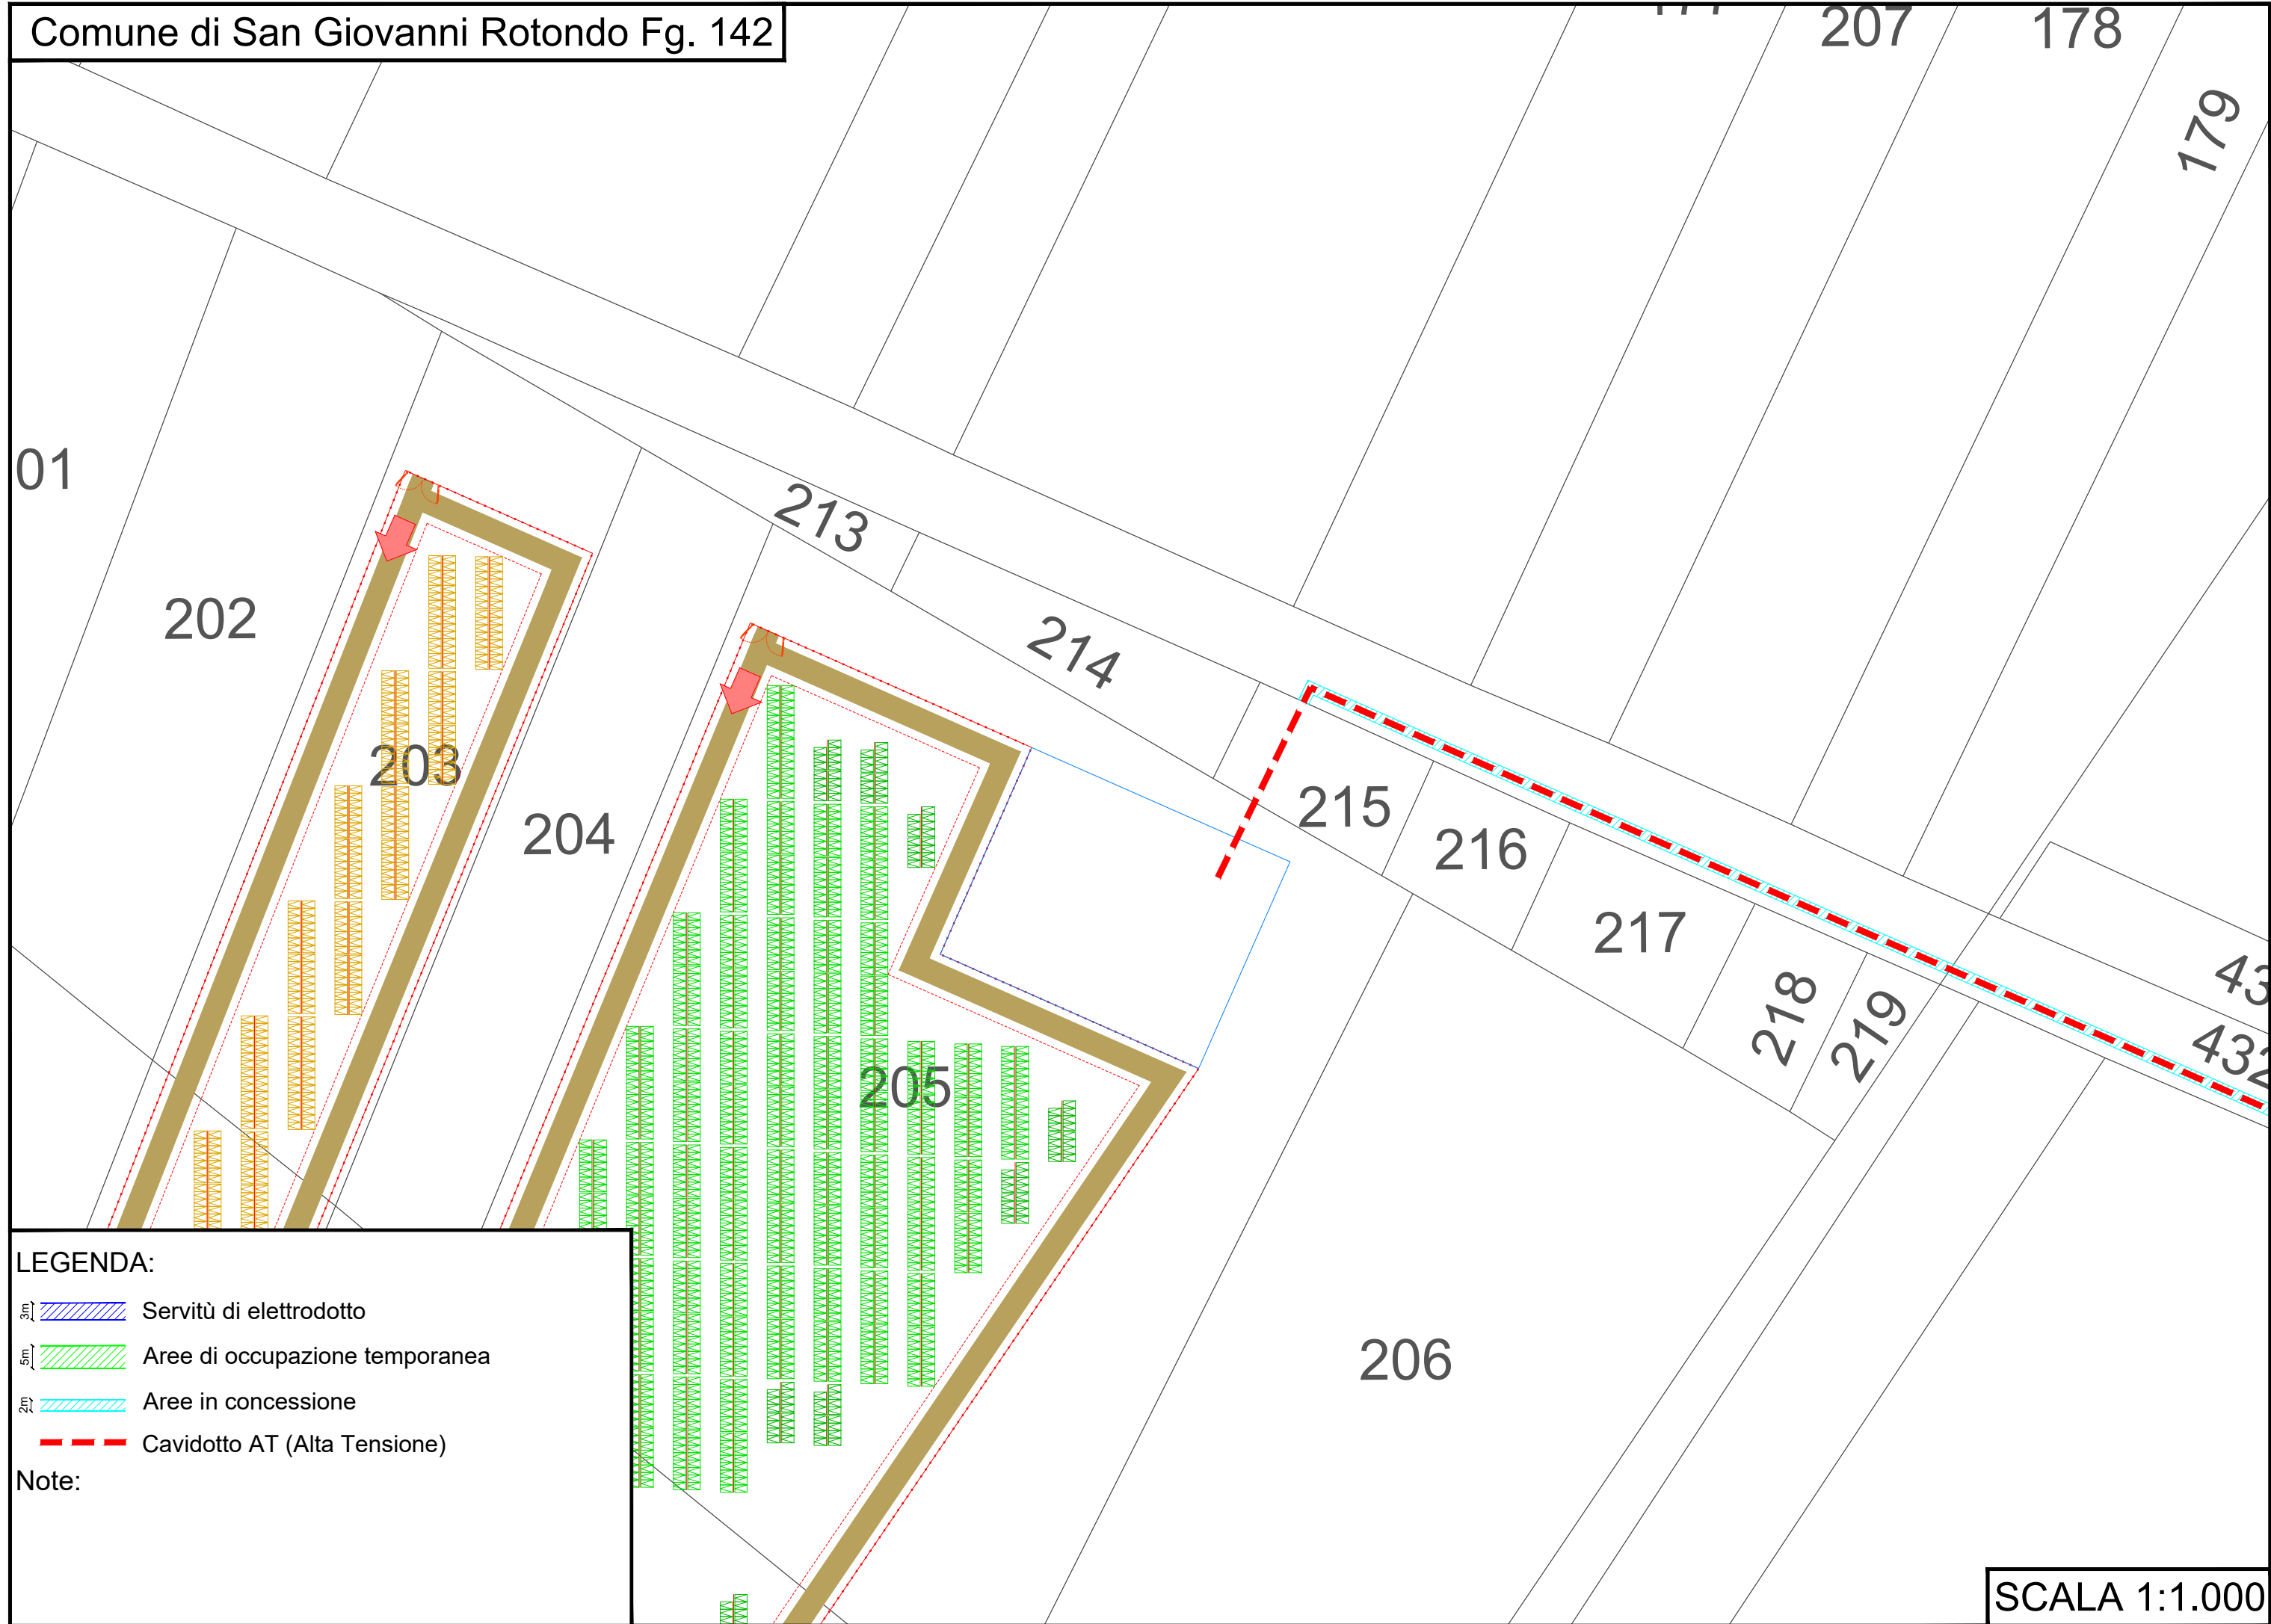 Comune di San Giovanni Rotondo Fg. 142
207
178
179
01
213
202
214
203
204
215
216
217
218
219
43
432
205
206
LEGENDA:
3m Servitù di elettrodotto
5m Aree di occupazione temporanea
2m Aree in concessione
Cavidotto AT (Alta Tensione)
Note:
SCALA 1:1.000